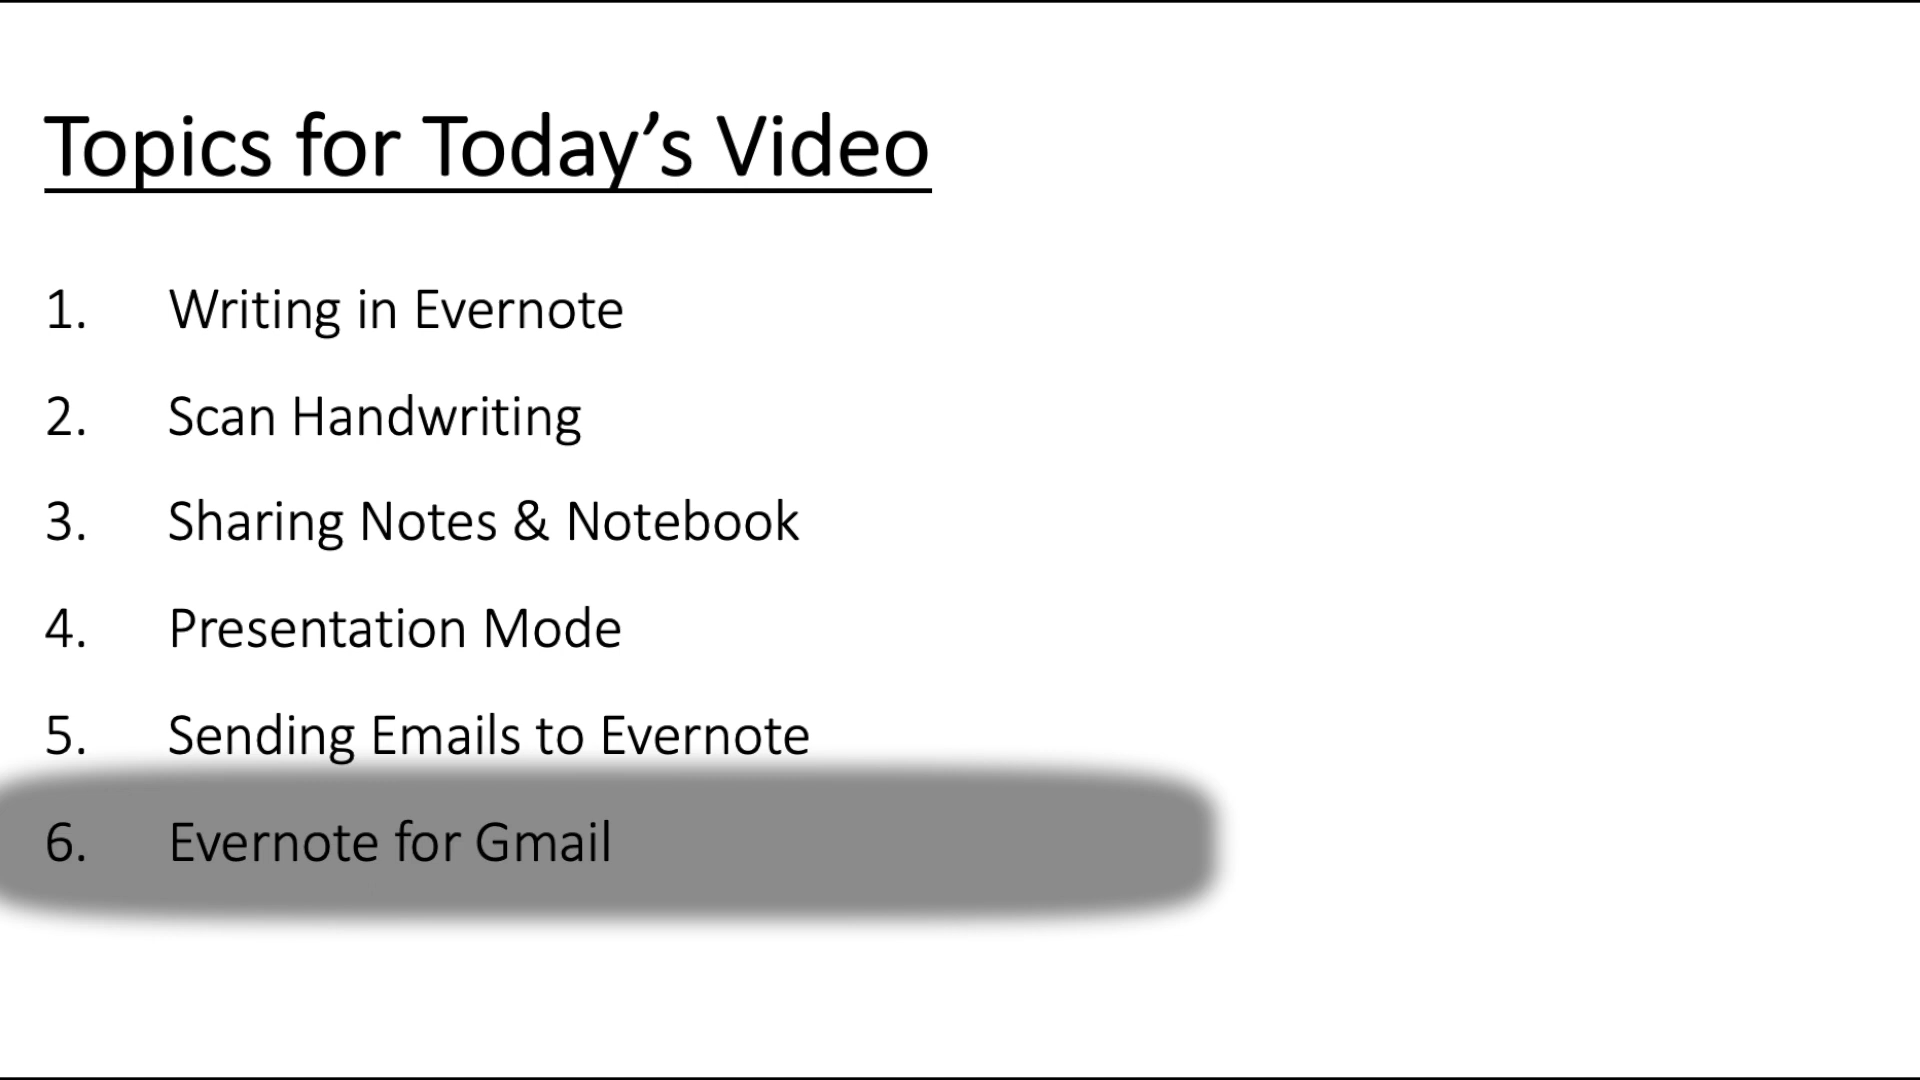 Topics for Today’s Video
1. Writing in Evernote
2. Scan Handwriting
3. Sharing Notes & Notebook
4. Presentation Mode
5. Sending Emails to Evernote
6. Evernote for Gmail